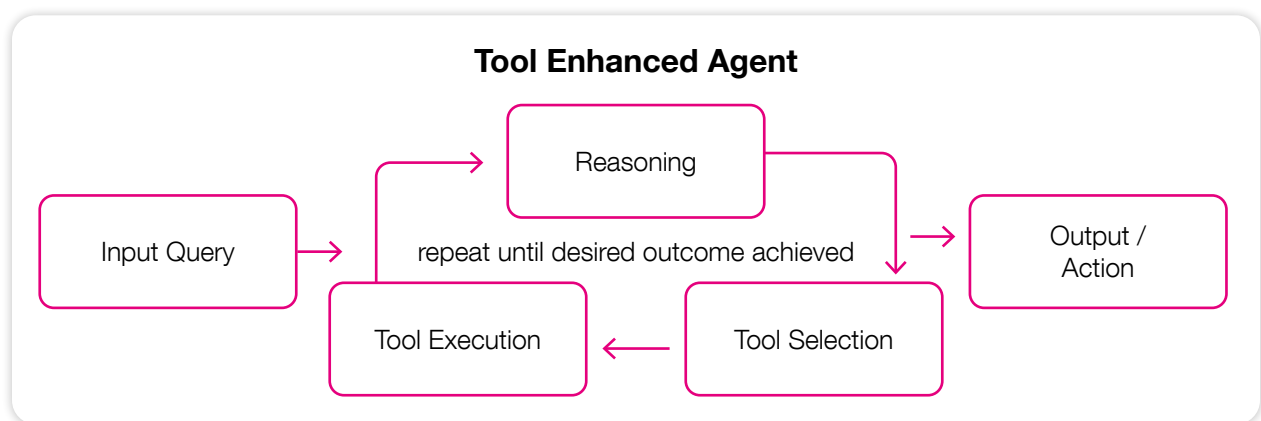 Tool Enhanced Agent
Reasoning
Input Query
repeat until desired outcome achieved
Output /
Action
Tool Execution
Tool Selection